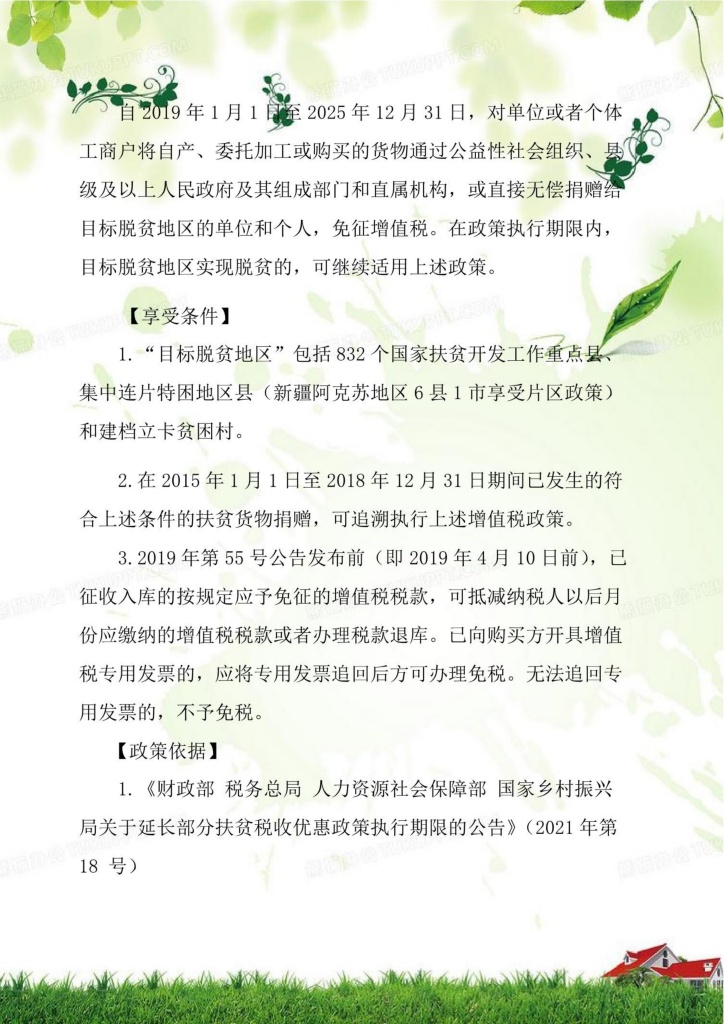 自 2019 年 1 月 1 日至 2025 年 12 月 31 日，对单位或者个体
工商户将自产、委托加工或购买的货物通过公益性社会组织、县
级及以上人民政府及其组成部门和直属机构，或直接无偿捐赠给
目标脱贫地区的单位和个人，免征增值税。在政策执行期限内，
目标脱贫地区实现脱贫的，可继续适用上述政策。
【享受条件】
1. “目标脱贫地区”包括 832 个国家扶贫开发工作重点县、
集中连片特困地区县（新疆阿克苏地区 6 县 1 市享受片区政策）
和建档立卡贫困村。
2.在 2015 年 1 月 1 日至 2018 年 12 月 31 日期间已发生的符
合上述条件的扶贫货物捐赠，可追溯执行上述增值税政策。
3.2019 年第 55 号公告发布前（即 2019 年 4 月 10 日前），已
征收入库的按规定应予免征的增值税税款，可抵减纳税人以后月
份应缴纳的增值税税款或者办理税款退库。已向购买方开具增值
税专用发票的，应将专用发票追回后方可办理免税。无法追回专
用发票的，不予免税。
【政策依据】
1.《财政部 税务总局 人力资源社会保障部 国家乡村振兴
局关于延长部分扶贫税收优惠政策执行期限的公告》（2021 年第
18 号）